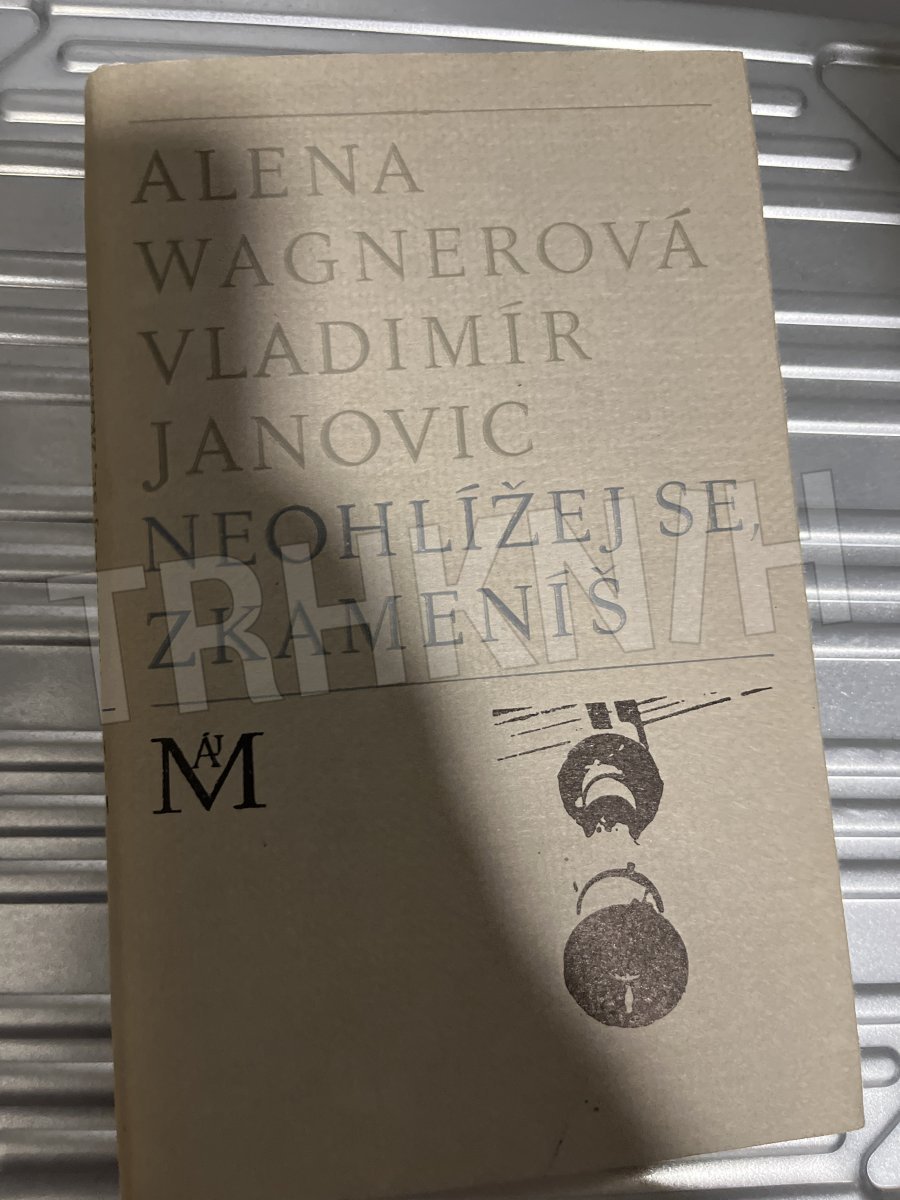 ALENA
WAGNEROVÁ
VLADIMÍR
JANOVIC
NEOHLÍŽEJ SE,
ZKAMENÍŠ
TRHKNIH
MÁJ